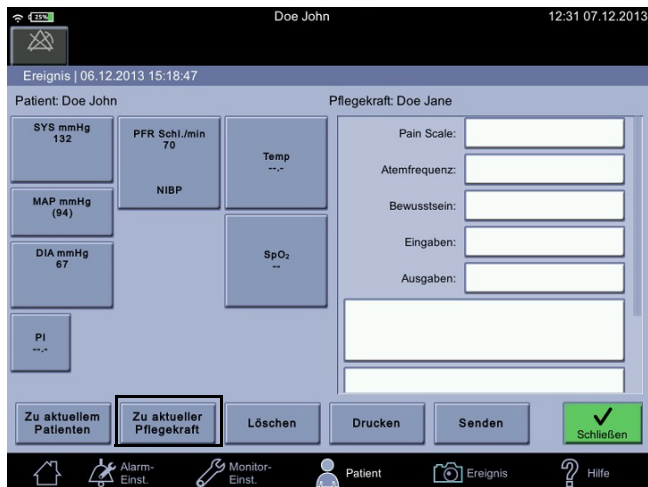 25%
Doe John
12:31 07.12.2013
Ereignis | 06.12.2013 15:18:47
Patient: Doe John
Pflegekraft: Doe Jane
SYS mmHg
132
MAP mmHg
(94)
DIA mmHg
67
PI
--.-
PFR Schl./min
70
NIBP
Temp
--.-
SpO₂
--
Pain Scale:
Atemfrequenz:
Bewusstsein:
Eingaben:
Ausgaben:
Zu aktuellem
Patienten
Zu aktueller
Pflegekraft
Löschen
Drucken
Senden
Schließen
Alarm-
Einst.
Monitor-
Einst.
Patient
Ereignis
Hilfe